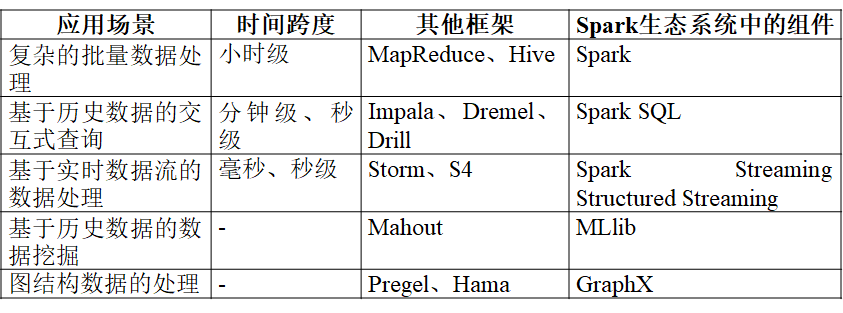 应用场景 时间跨度 其他框架 Spark生态系统中的组件
复杂的批量数据处 小时级 MapReduce、Hive Spark
理
基于历史数据的交 分钟级、秒 Impala、Dremel、 Spark SQL
互式查询 级 Drill
基于实时数据流的 毫秒、秒级 Storm、S4 Spark Streaming
数据处理 Structured Streaming
基于历史数据的数 - Mahout MLlib
据挖掘
图结构数据的处理 - Pregel、Hama GraphX